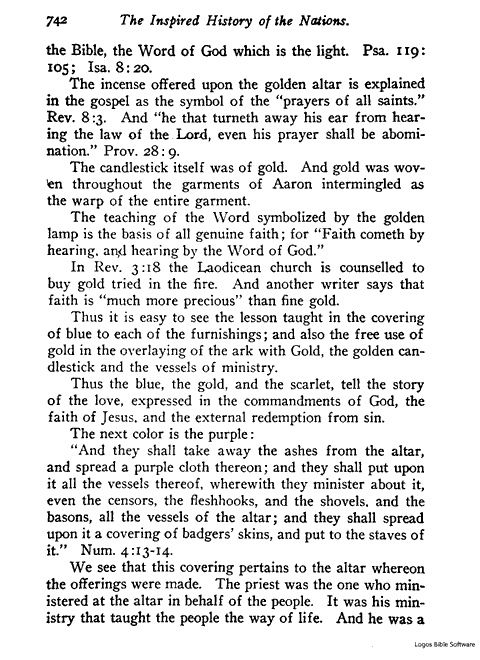 742 The Inspired History of the Nations.
the Bible, the Word of God which is the light. Psa. 119:
105; Isa. 8:20.
The incense offered upon the golden altar is explained
in the gospel as the symbol of the "prayers of all saints."
Rev. 8:3. And "he that turneth away his ear from hear-
ing the law of the Lord, even his prayer shall be abomi-
nation." Prov. 28:9.
The candlestick itself was of gold. And gold was wov-
en throughout the garments of Aaron intermingled as
the warp of the entire garment.
The teaching of the Word symbolized by the golden
lamp is the basis of all genuine faith; for "Faith cometh by
hearing, and hearing by the Word of God."
In Rev. 3:18 the Laodicean church is counselled to
buy gold tried in the fire. And another writer says that
faith is "much more precious" than fine gold.
Thus it is easy to see the lesson taught in the covering
of blue to each of the furnishings; and also the free use of
gold in the overlaying of the ark with Gold, the golden can-
dlestick and the vessels of ministry.
Thus the blue, the gold, and the scarlet, tell the story
of the love, expressed in the commandments of God, the
faith of Jesus, and the external redemption from sin.
The next color is the purple:
"And they shall take away the ashes from the altar,
and spread a purple cloth thereon; and they shall put upon
it all the vessels thereof, wherewith they minister about it,
even the censors, the fleshhooks, and the shovels, and the
basons, all the vessels of the altar; and they shall spread
upon it a covering of badgers' skins, and put to the staves of
it." Num. 4:13-14.
We see that this covering pertains to the altar whereon
the offerings were made. The priest was the one who min-
istered at the altar in behalf of the people. It was his min-
istry that taught the people the way of life. And he was a
Logos Bible Software